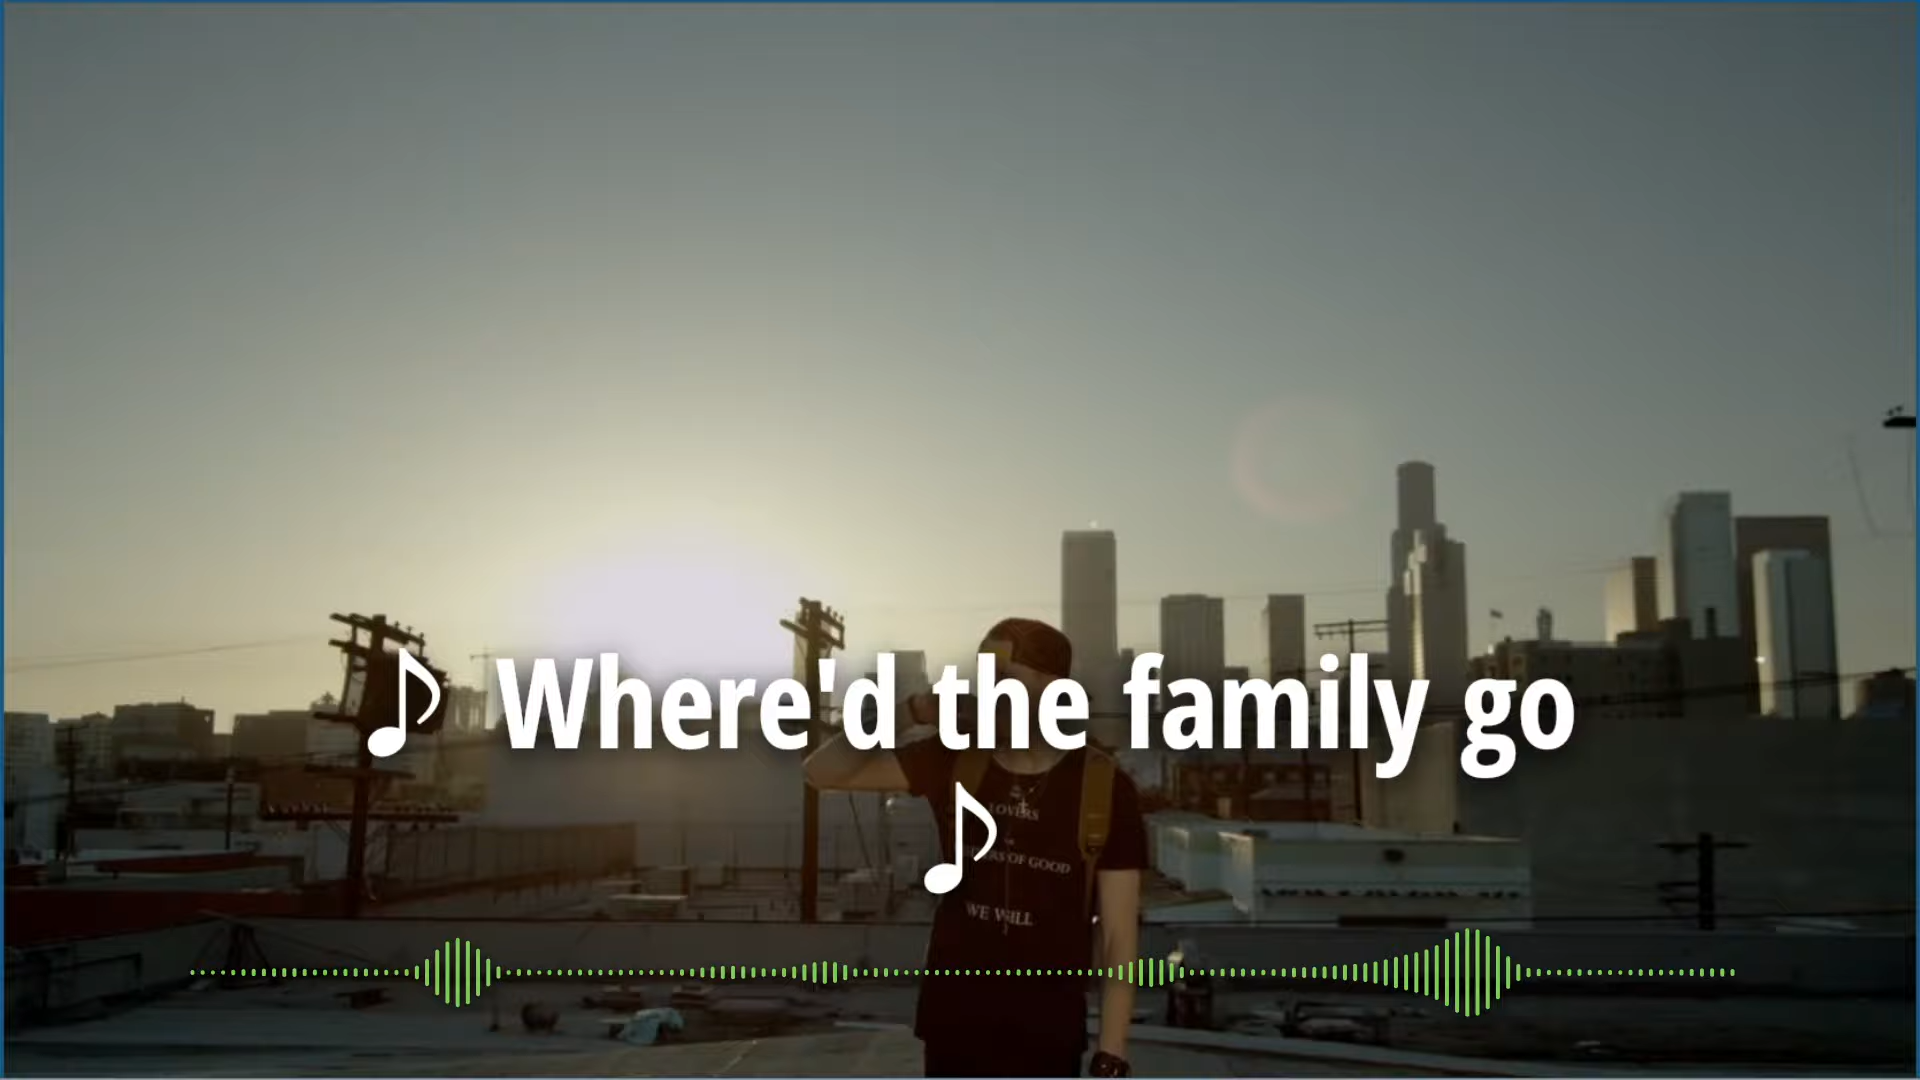 ♪ Where'd the family go
♪
LOVERS
OF GOOD
WE WILL